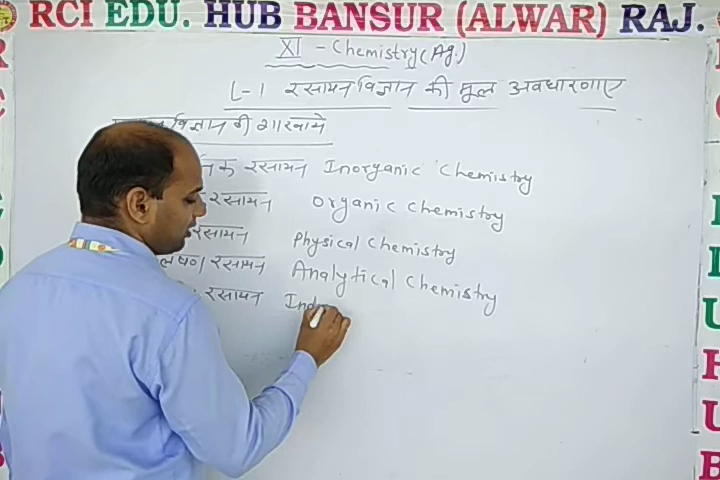 RCI EDU. HUB BANSUR (ALWAR) RAJ.
XI - Chemistry (Ag.)
L-1 रसायन विज्ञान की मूल अवधारणाए
विज्ञान की शाखाये
रसायन Inorganic Chemistry
रसायन Organic Chemistry
रसायन Physical Chemistry
रसायन Analytical Chemistry
रसायन